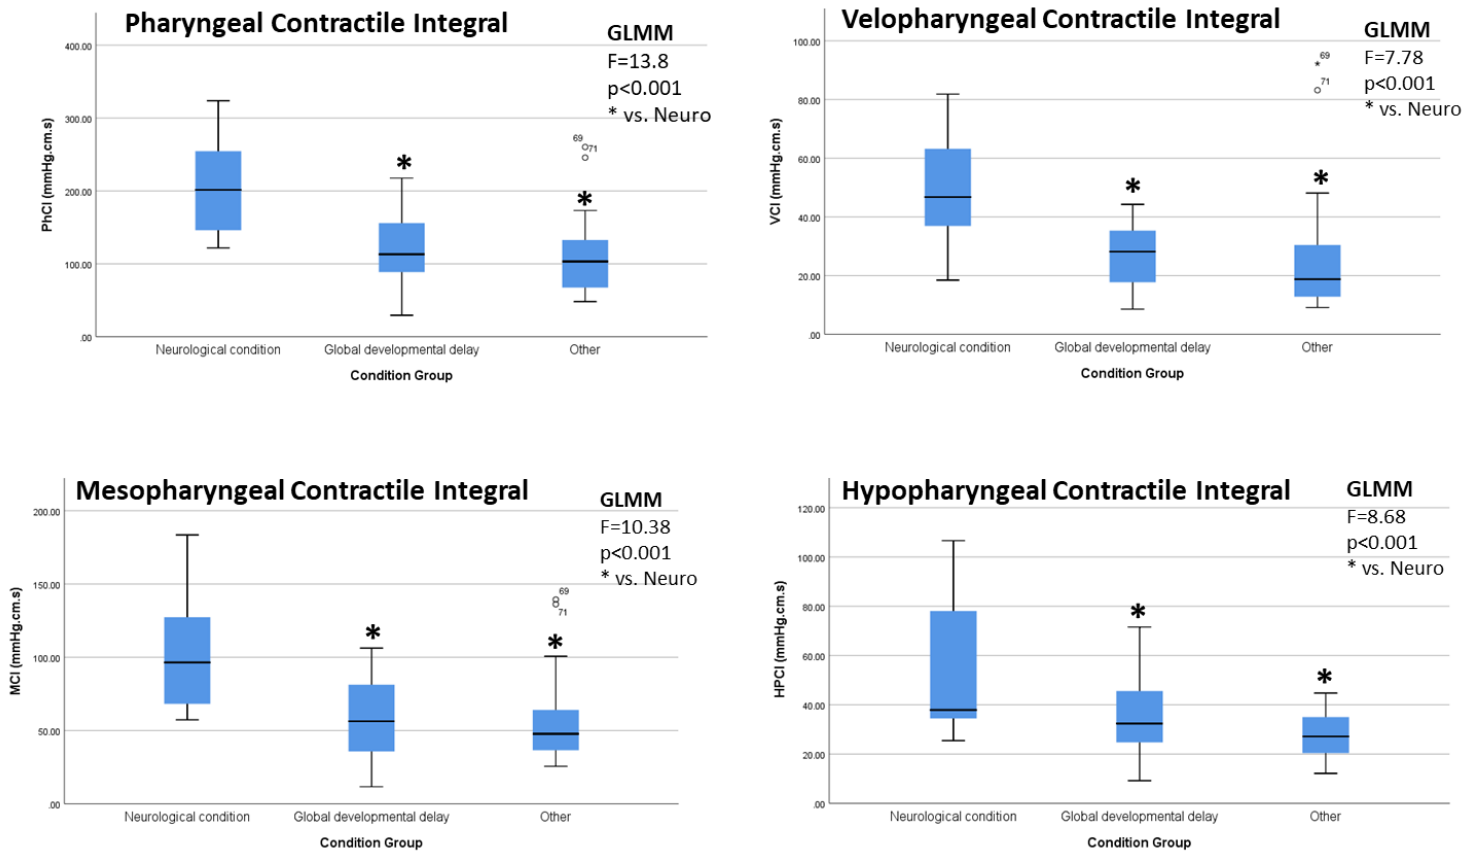 Pharyngeal Contractile Integral
GLMM
F=13.8
p<0.001
* vs. Neuro
400.00
300.00
200.00
100.00
.00
PhCI (mmHg.cm.s)
*
69
71
*
Neurological condition
Global developmental delay
Other
Condition Group
Velopharyngeal Contractile Integral
GLMM
F=7.78
p<0.001
* vs. Neuro
100.00
80.00
60.00
40.00
20.00
.00
VCI (mmHg.cm.s)
*
* 69
71
*
Neurological condition
Global developmental delay
Other
Condition Group
Mesopharyngeal Contractile Integral
GLMM
F=10.38
p<0.001
* vs. Neuro
200.00
150.00
100.00
50.00
.00
MCI (mmHg.cm.s)
*
69
71
*
Neurological condition
Global developmental delay
Other
Condition Group
Hypopharyngeal Contractile Integral
GLMM
F=8.68
p<0.001
* vs. Neuro
120.00
100.00
80.00
60.00
40.00
20.00
.00
HPCI (mmHg.cm.s)
*
*
Neurological condition
Global developmental delay
Other
Condition Group